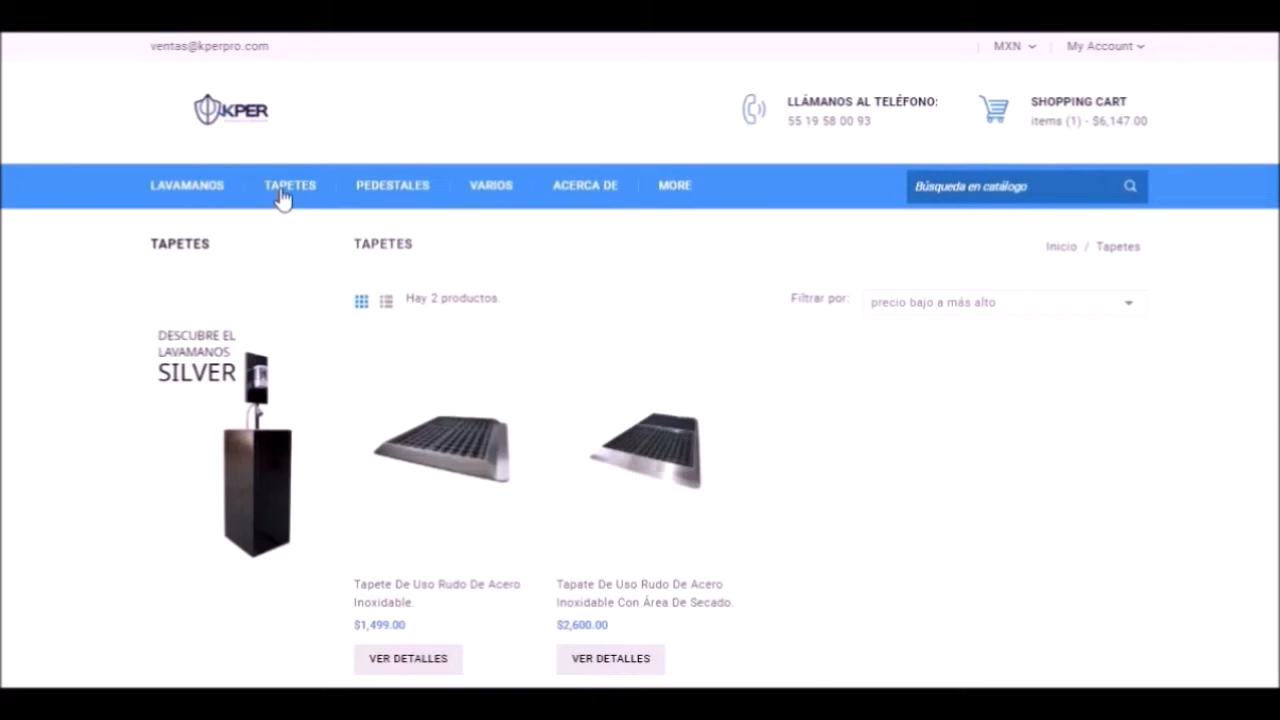 ventas@kperpro.com
MXN
My Account
KPER
LLÁMANOS AL TELÉFONO:
55 19 58 00 93
SHOPPING CART
items (1) - $6,147.00
LAVAMANOS
TAPETES
PEDESTALES
VARIOS
ACERCA DE
MORE
Búsqueda en catálogo
TAPETES
TAPETES
Inicio / Tapetes
Hay 2 productos.
Filtrar por:
precio bajo a más alto
DESCUBRE EL
LAVAMANOS
SILVER
Tapete De Uso Rudo De Acero
Inoxidable.
$1,499.00
VER DETALLES
Tapate De Uso Rudo De Acero
Inoxidable Con Área De Secado.
$2,600.00
VER DETALLES